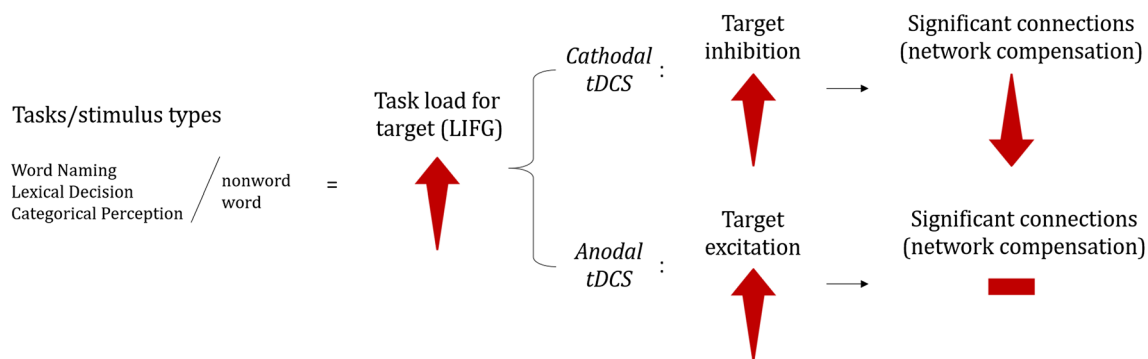 Tasks/stimulus types
Word Naming
Lexical Decision
Categorical Perception
nonword
word
=
Task load for
target (LIFG)
Cathodal
tDCS :
Target
inhibition
Significant connections
(network compensation)
Anodal
tDCS :
Target
excitation
Significant connections
(network compensation)